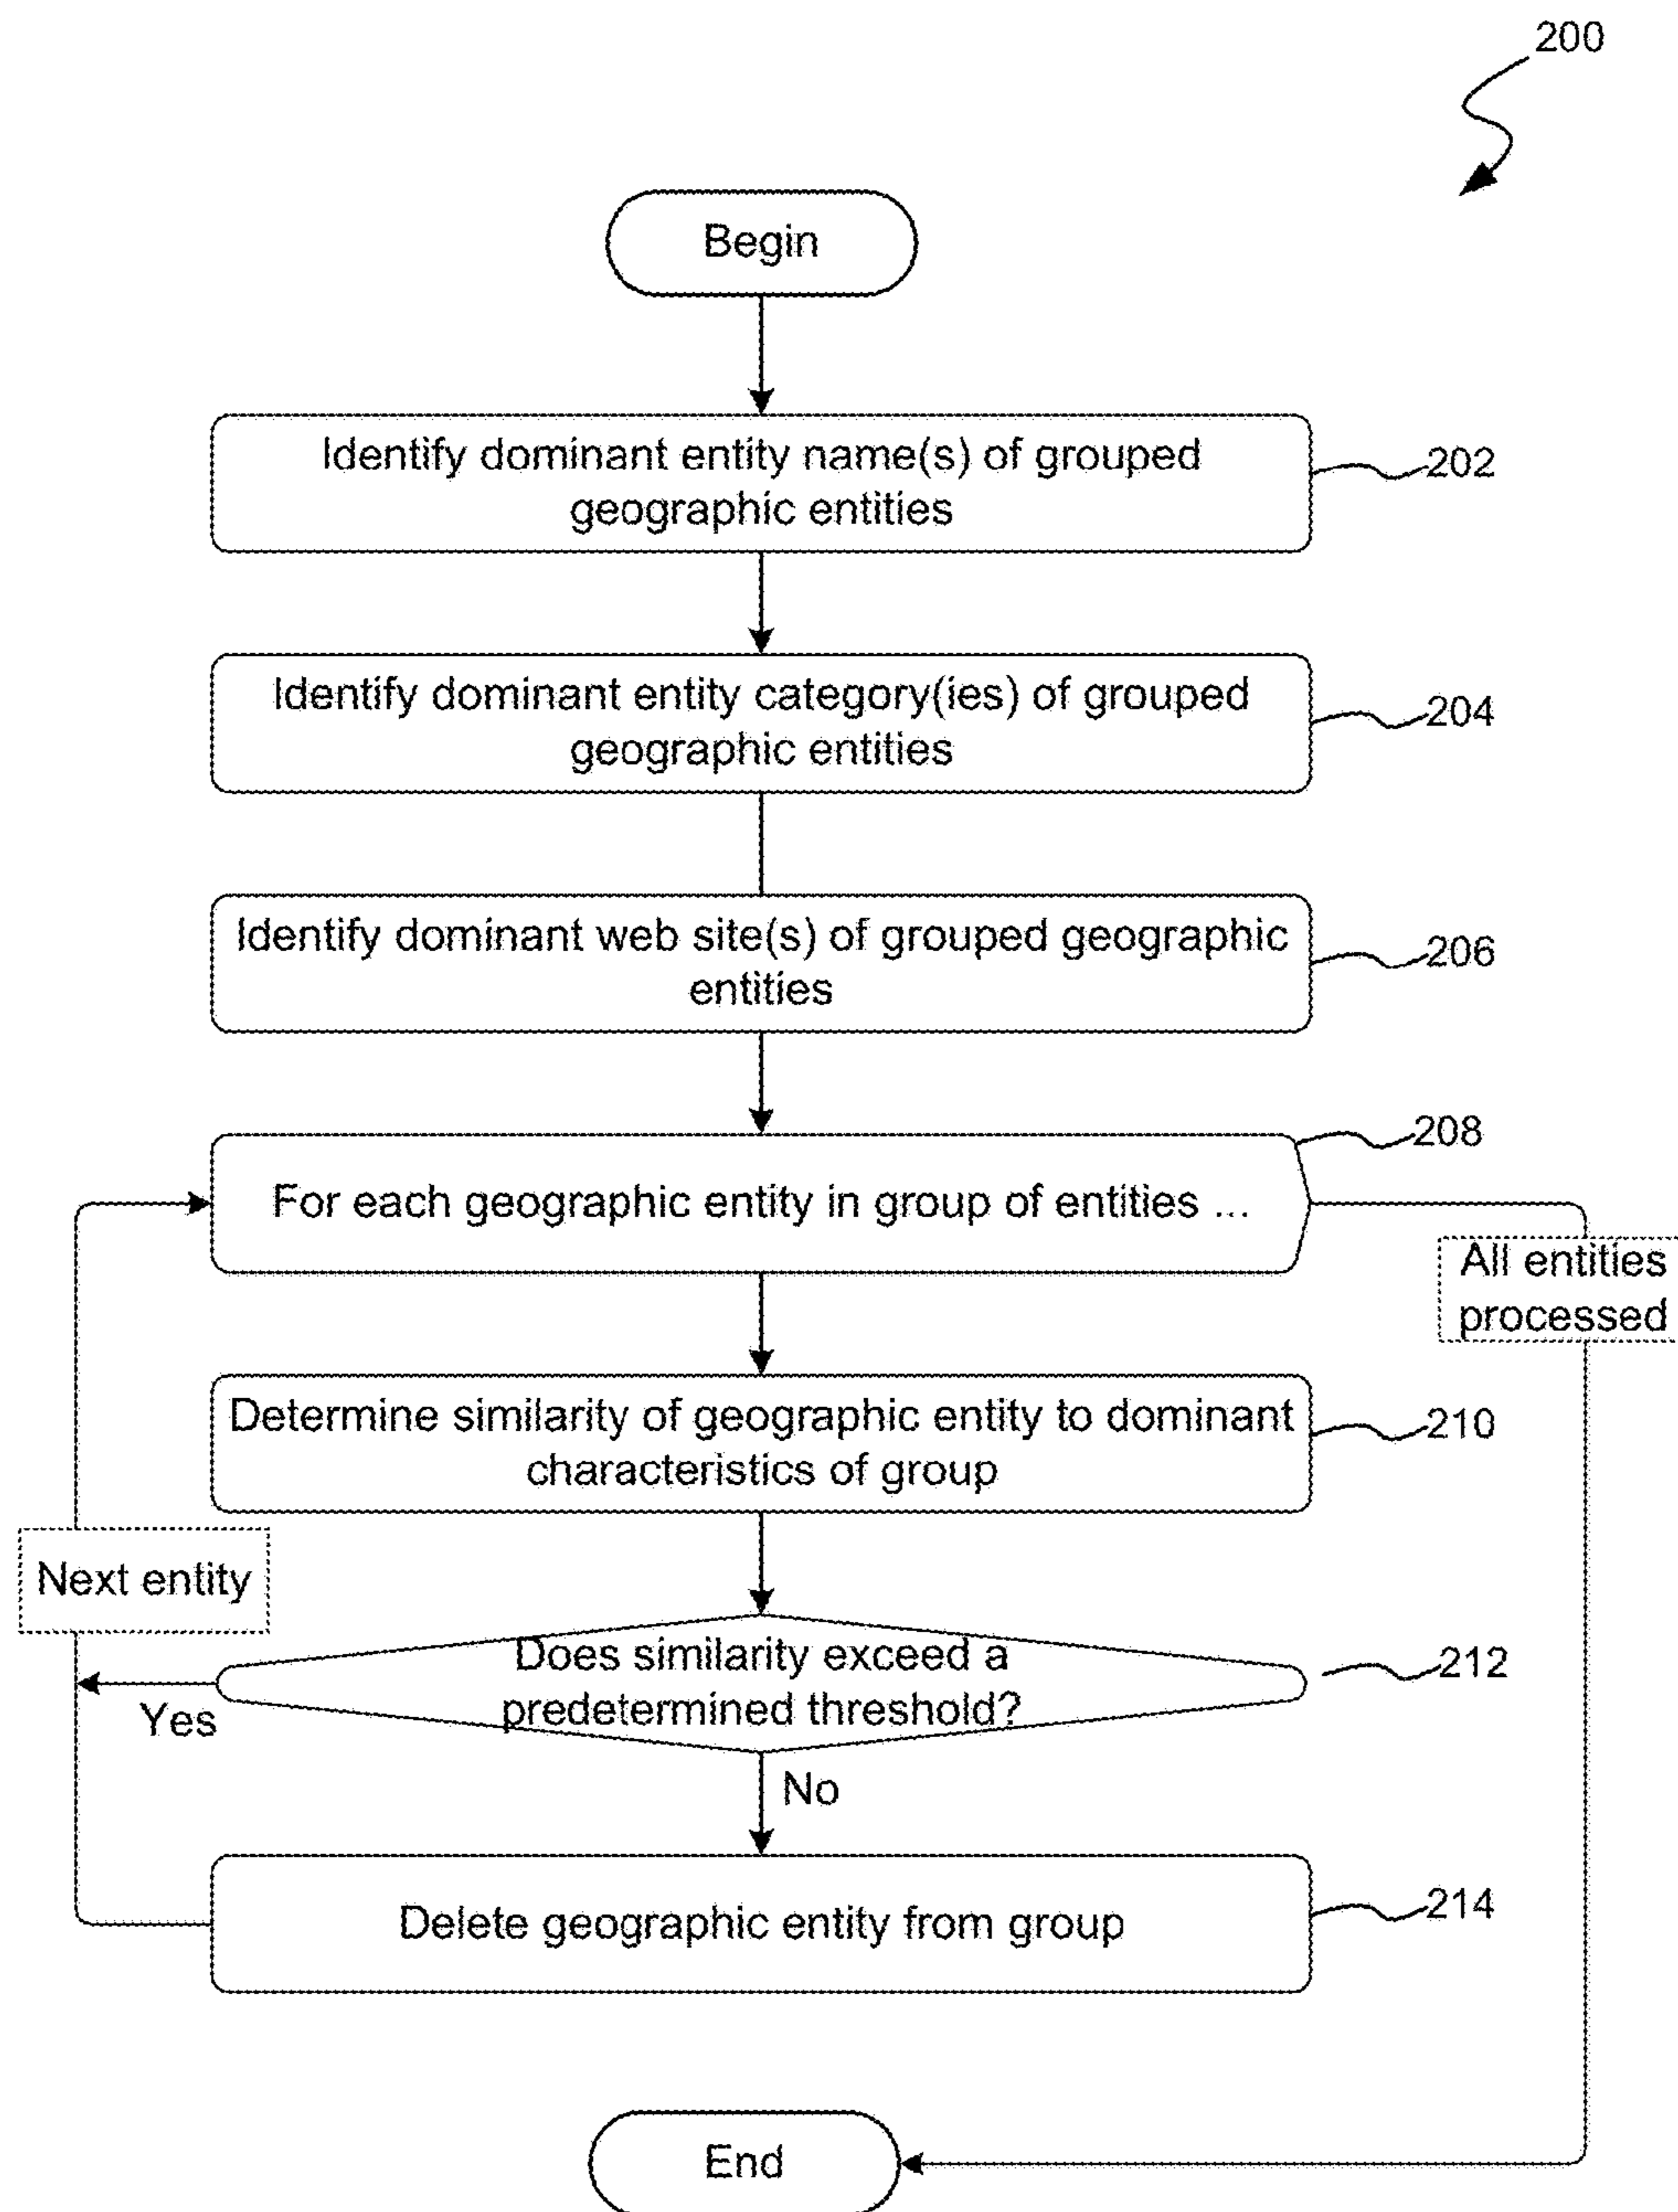 200
Begin
Identify dominant entity name(s) of grouped
geographic entities
202
Identify dominant entity category(ies) of grouped
geographic entities
204
Identify dominant web site(s) of grouped geographic
entities
206
208
For each geographic entity in group of entities ...
All entities
processed
Determine similarity of geographic entity to dominant
characteristics of group
210
Next entity
Does similarity exceed a
predetermined threshold?
212
Yes
No
Delete geographic entity from group
214
End